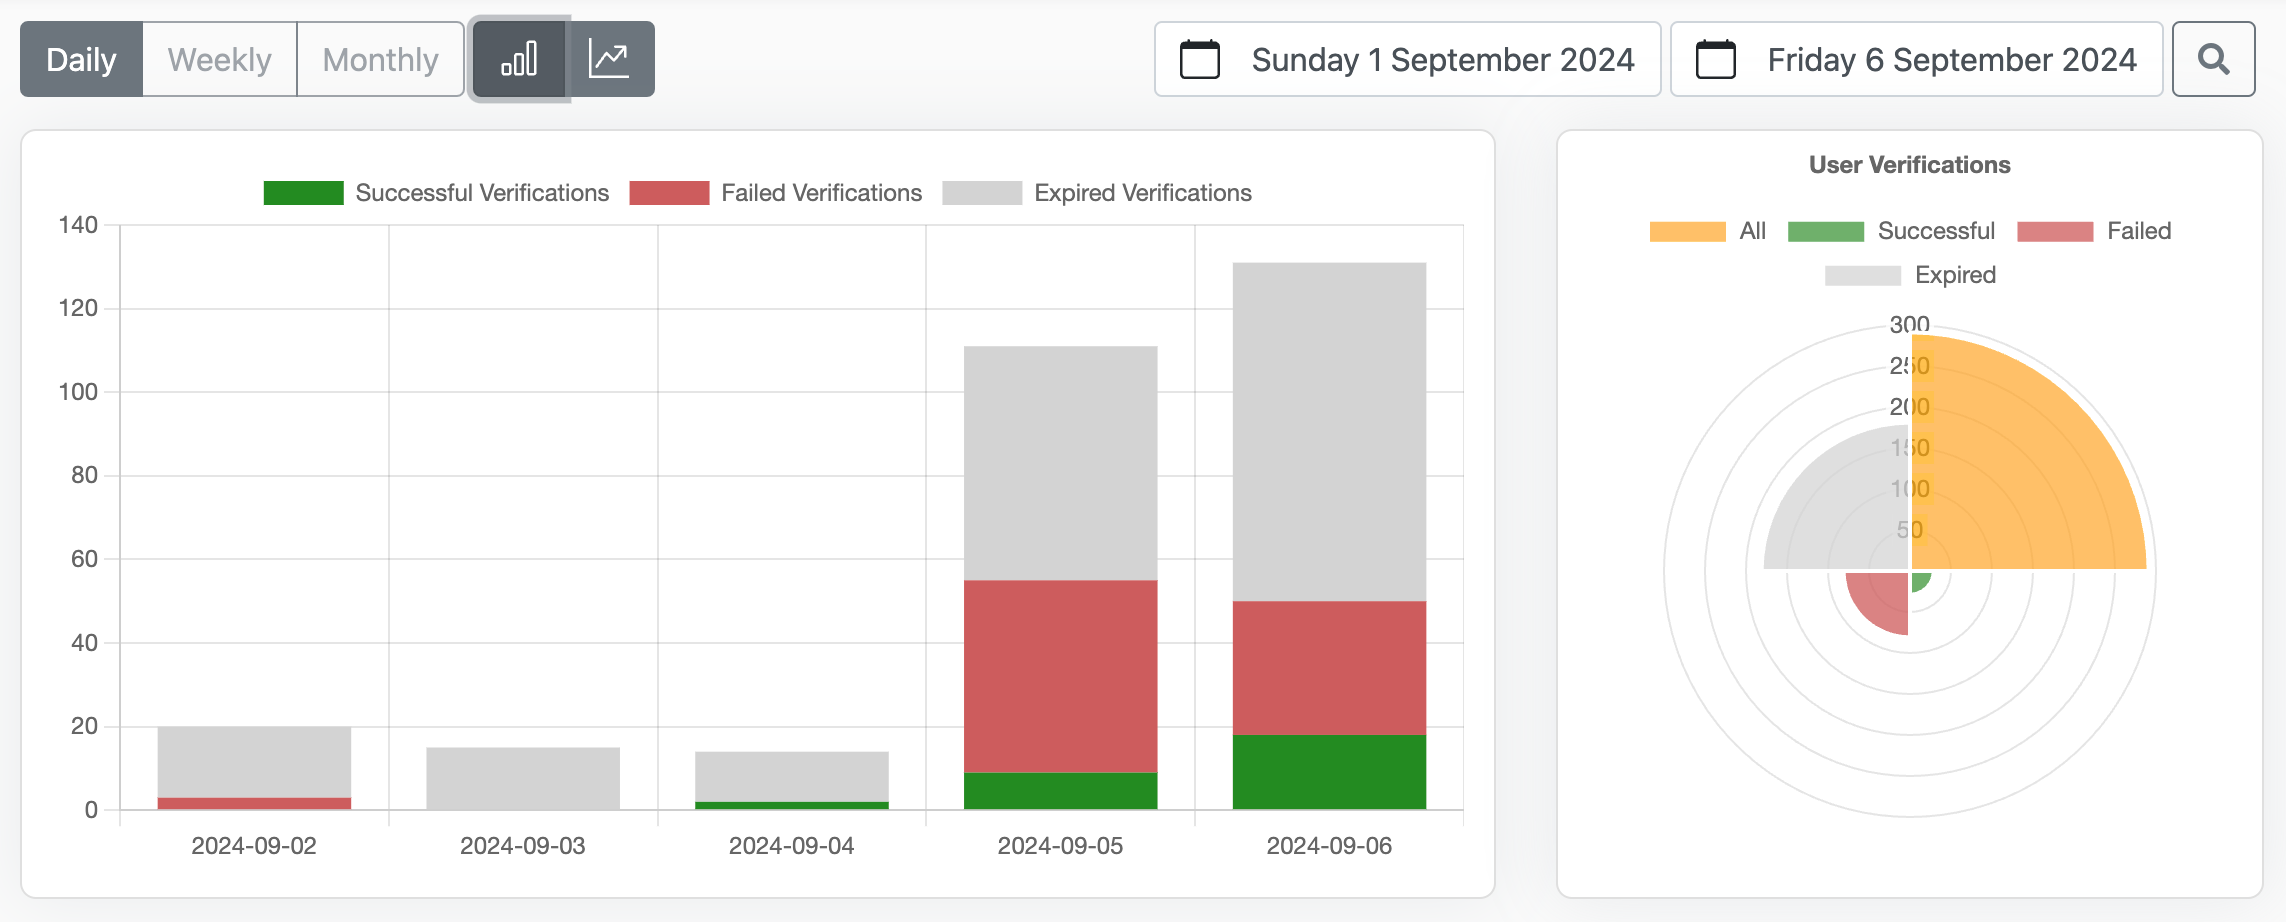 Daily Weekly Monthly Sunday 1 September 2024 Friday 6 September 2024
Successful Verifications Failed Verifications Expired Verifications
140
120
100
80
60
40
20
0
2024-09-02 2024-09-03 2024-09-04 2024-09-05 2024-09-06
User Verifications
All Successful Failed
Expired
300
250
200
150
100
50